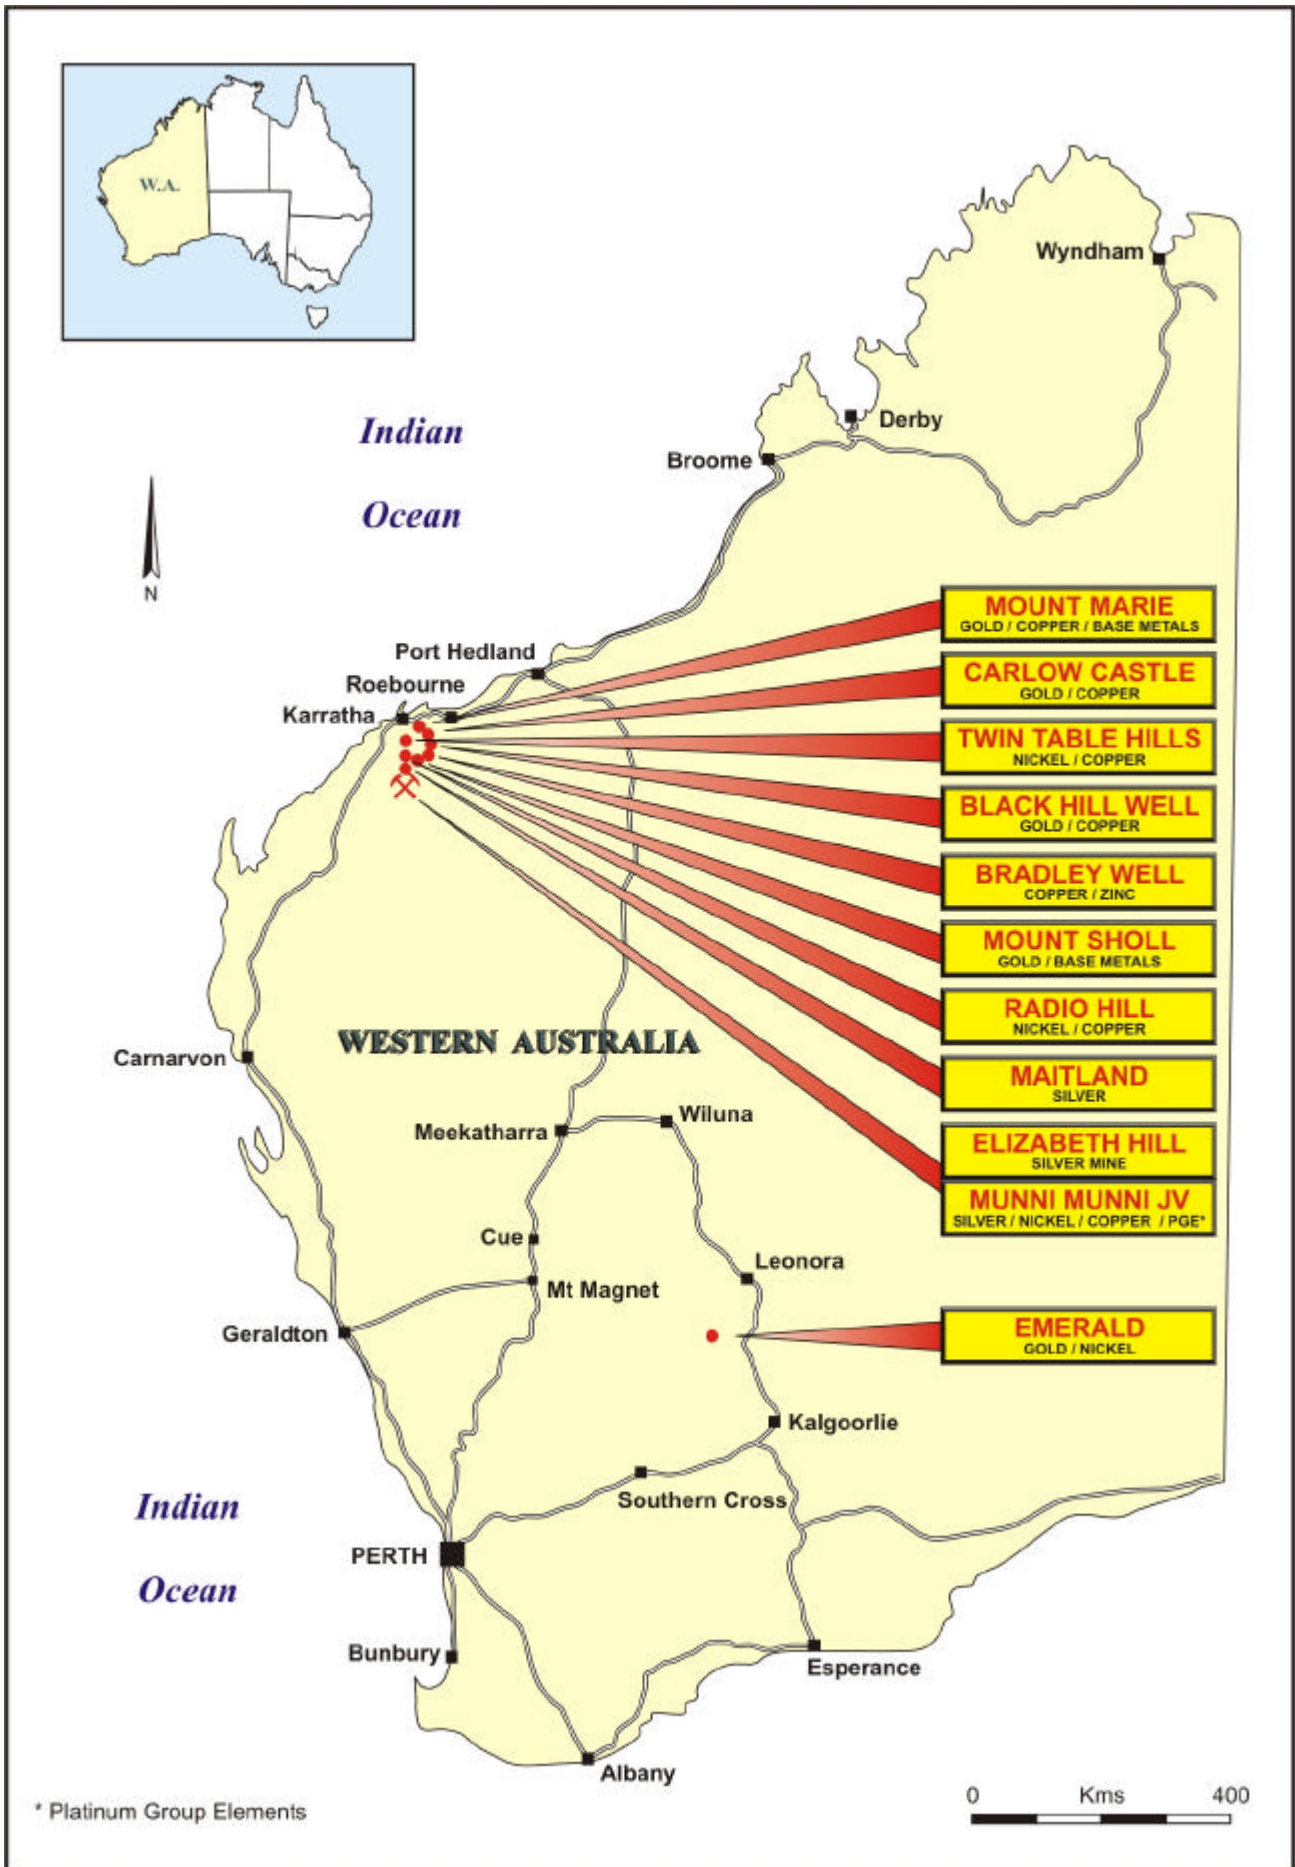 W.A.
Wyndham
Indian
Ocean
Derby
Broome
N
MOUNT MARIE
GOLD / COPPER / BASE METALS
Port Hedland
Roebourne
Karratha
CARLOW CASTLE
GOLD / COPPER
TWIN TABLE HILLS
NICKEL / COPPER
BLACK HILL WELL
GOLD / COPPER
BRADLEY WELL
COPPER / ZINC
MOUNT SHOLL
GOLD / BASE METALS
RADIO HILL
NICKEL / COPPER
WESTERN AUSTRALIA
Carnarvon
MAITLAND
SILVER
Wiluna
Meekatharra
ELIZABETH HILL
SILVER MINE
MUNNI MUNNI JV
SILVER / NICKEL / COPPER / PGE*
Cue
Leonora
Mt Magnet
Geraldton
EMERALD
GOLD / NICKEL
Kalgoorlie
Southern Cross
Indian
Ocean
PERTH
Bunbury
Esperance
Albany
0 Kms 400
* Platinum Group Elements